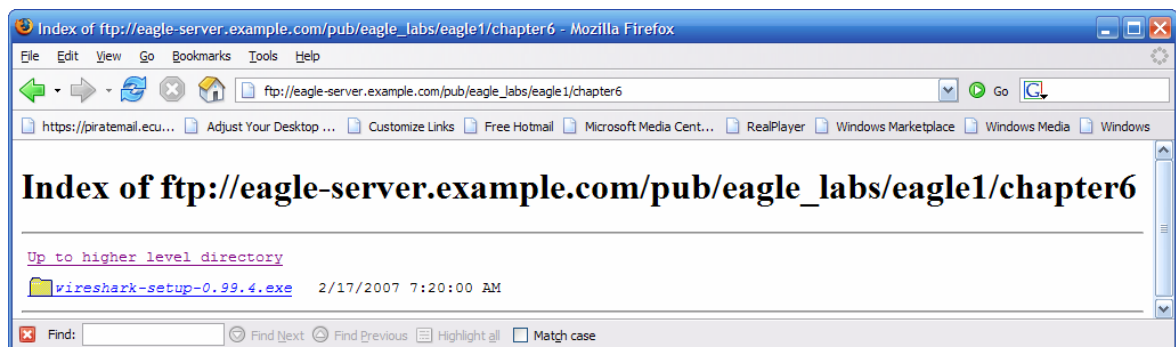 Index of ftp://eagle-server.example.com/pub/eagle_labs/eagle1/chapter6 - Mozilla Firefox
File Edit View Go Bookmarks Tools Help
ftp://eagle-server.example.com/pub/eagle_labs/eagle1/chapter6 Go G
https://piratemail.ecu... Adjust Your Desktop ... Customize Links Free Hotmail Microsoft Media Cent... RealPlayer Windows Marketplace Windows Media Windows
Index of ftp://eagle-server.example.com/pub/eagle_labs/eagle1/chapter6
Up to higher level directory
wireshark-setup-0.99.4.exe 2/17/2007 7:20:00 AM
Find: Find Next Find Previous Highlight all Match case